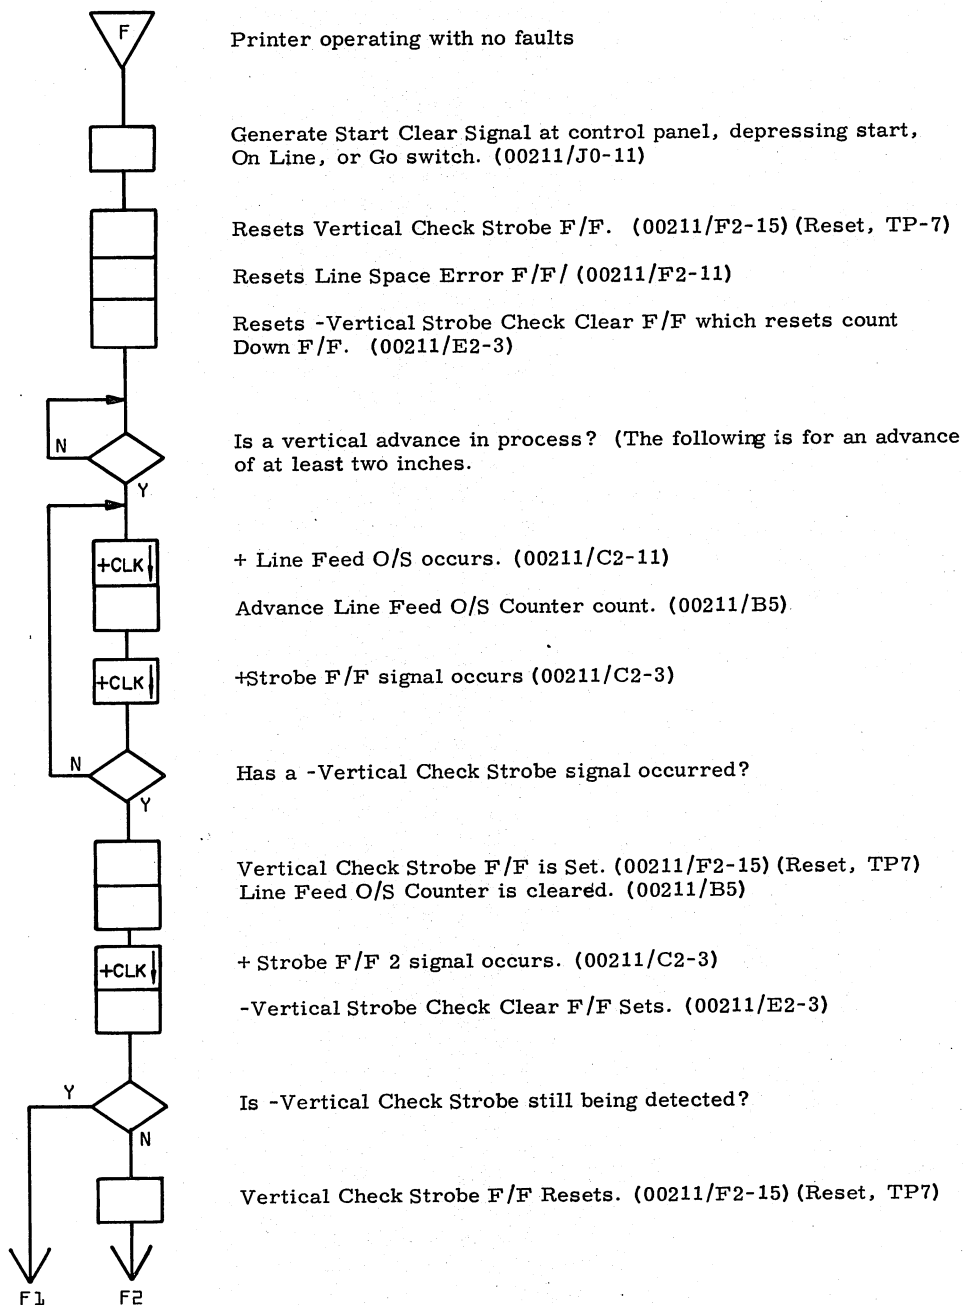 F
Printer operating with no faults
Generate Start Clear Signal at control panel, depressing start,
On Line, or Go switch. (00211/J0-11)
Resets Vertical Check Strobe F/F. (00211/F2-15) (Reset, TP-7)
Resets Line Space Error F/F/ (00211/F2-11)
Resets -Vertical Strobe Check Clear F/F which resets count
Down F/F. (00211/E2-3)
N
Is a vertical advance in process? (The following is for an advance
of at least two inches.
Y
+CLK
+ Line Feed O/S occurs. (00211/C2-11)
Advance Line Feed O/S Counter count. (00211/B5)
+CLK
+Strobe F/F signal occurs (00211/C2-3)
N
Has a -Vertical Check Strobe signal occurred?
Y
Vertical Check Strobe F/F is Set. (00211/F2-15) (Reset, TP7)
Line Feed O/S Counter is cleared. (00211/B5)
+CLK
+ Strobe F/F 2 signal occurs. (00211/C2-3)
-Vertical Strobe Check Clear F/F Sets. (00211/E2-3)
Y
Is -Vertical Check Strobe still being detected?
N
Vertical Check Strobe F/F Resets. (00211/F2-15) (Reset, TP7)
F1 F2